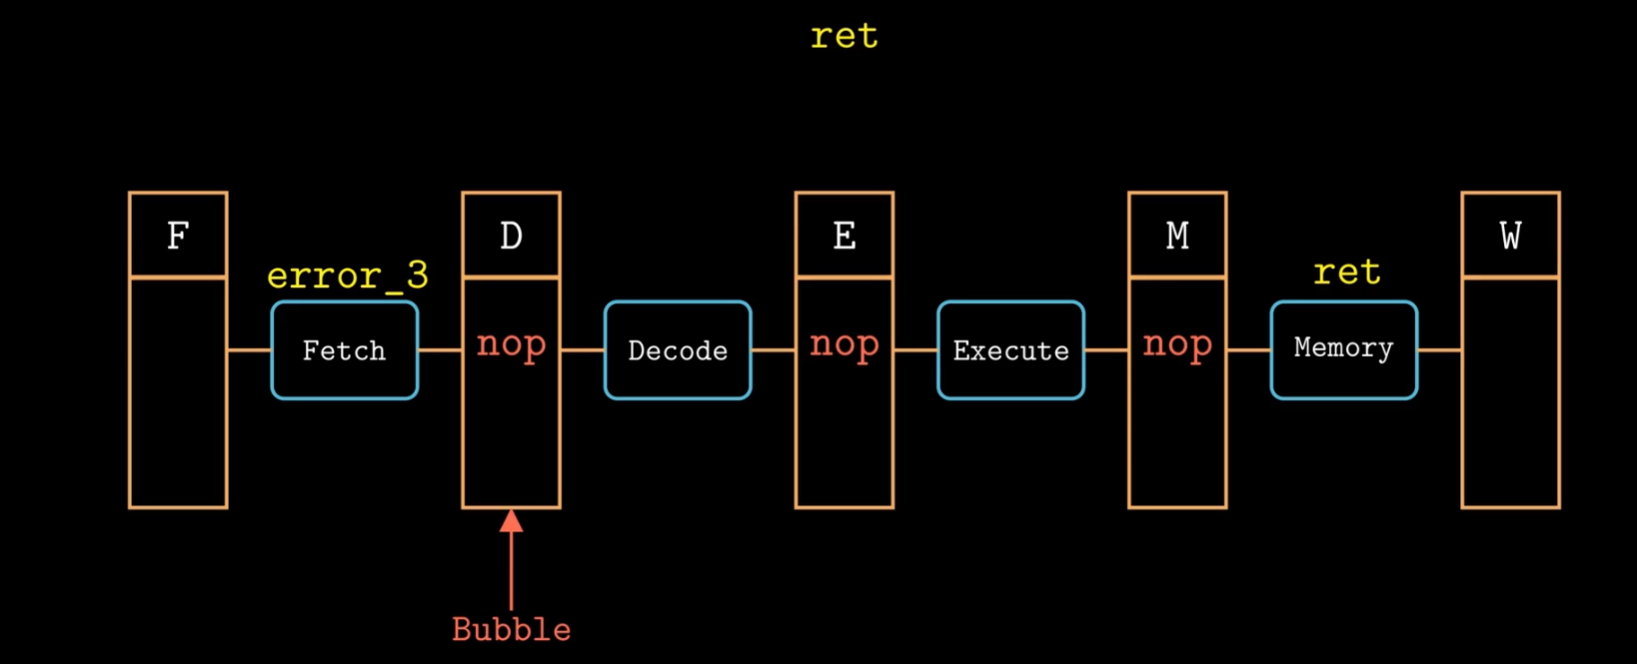 ret
F
D
E
M
W
error_3
ret
Fetch
nop
Decode
nop
Execute
nop
Memory
Bubble